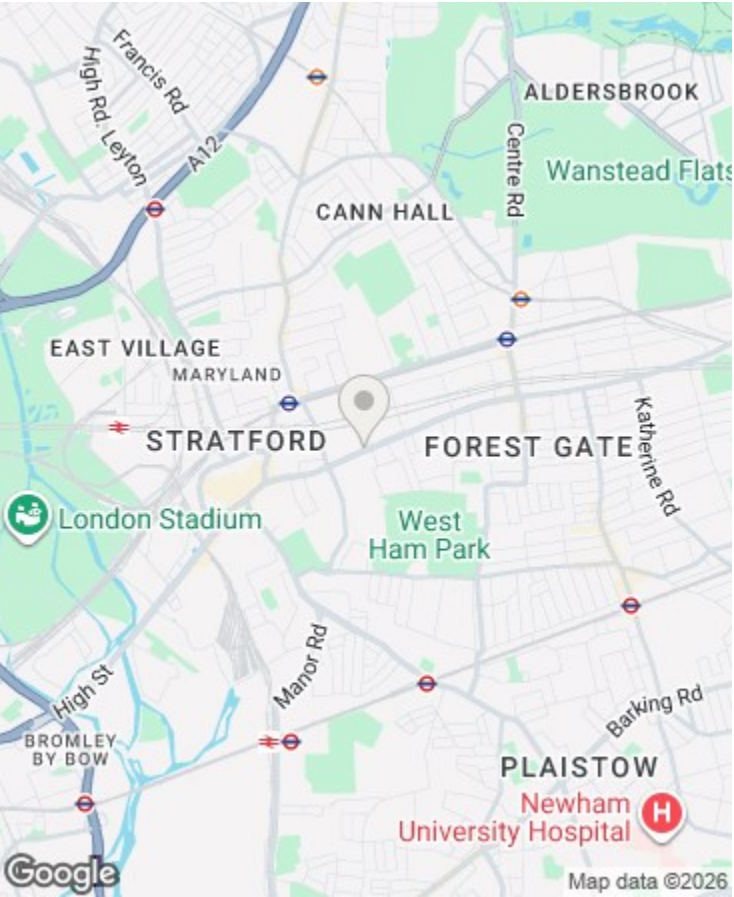 Francis Rd
High Rd. Leyton
A12
ALDERSBROOK
Centre Rd
Wanstead Flats
CANN HALL
EAST VILLAGE
MARYLAND
STRATFORD
FOREST GATE
Katherine Rd
London Stadium
West
Ham Park
Manor Rd
High St
Barking Rd
BROMLEY
BY BOW
PLAISTOW
Newham
University Hospital
H
Google
Map data ©2026